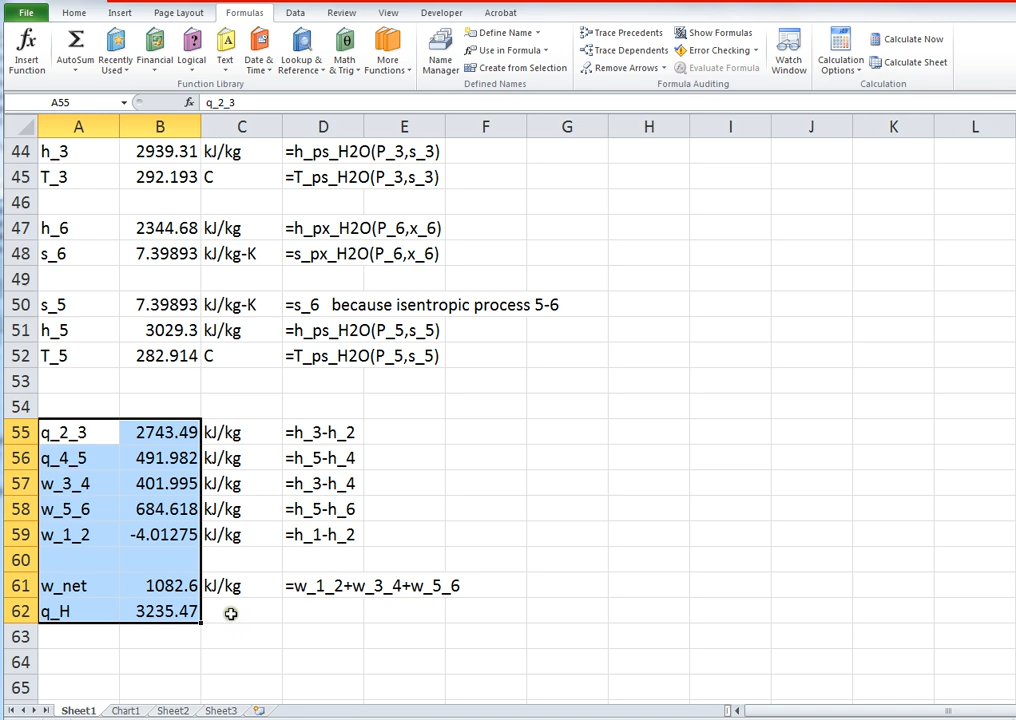 File Home Insert Page Layout Formulas Data Review View Developer Acrobat
fx Σ ? A θ
Insert Function AutoSum Recently Used Financial Logical Text Date & Time Lookup & Reference Math & Trig More Functions
Function Library
Name Manager Define Name Use in Formula Create from Selection
Defined Names
Trace Precedents Show Formulas
Trace Dependents Error Checking
Remove Arrows Evaluate Formula
Watch Window
Formula Auditing
Calculation Options Calculate Now Calculate Sheet
Calculation
A55 fx q_2_3
A B C D E F G H I J K L
44 h_3 2939.31 kJ/kg =h_ps_H2O(P_3,s_3)
45 T_3 292.193 C =T_ps_H2O(P_3,s_3)
46
47 h_6 2344.68 kJ/kg =h_px_H2O(P_6,x_6)
48 s_6 7.39893 kJ/kg-K =s_px_H2O(P_6,x_6)
49
50 s_5 7.39893 kJ/kg-K =s_6 because isentropic process 5-6
51 h_5 3029.3 kJ/kg =h_ps_H2O(P_5,s_5)
52 T_5 282.914 C =T_ps_H2O(P_5,s_5)
53
54
55 q_2_3 2743.49 kJ/kg =h_3-h_2
56 q_4_5 491.982 kJ/kg =h_5-h_4
57 w_3_4 401.995 kJ/kg =h_3-h_4
58 w_5_6 684.618 kJ/kg =h_5-h_6
59 w_1_2 -4.01275 kJ/kg =h_1-h_2
60
61 w_net 1082.6 kJ/kg =w_1_2+w_3_4+w_5_6
62 q_H 3235.47
63
64
65
Sheet1 Chart1 Sheet2 Sheet3